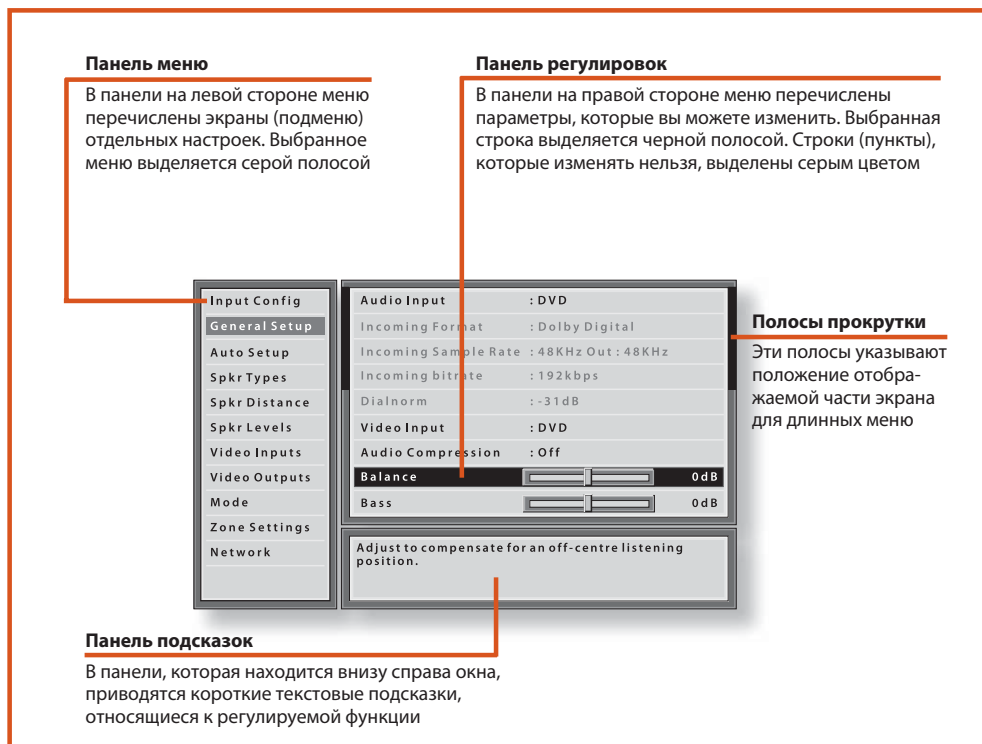 Панель меню
В панели на левой стороне меню
перечислены экраны (подменю)
отдельных настроек. Выбранное
меню выделяется серой полосой
Панель регулировок
В панели на правой стороне меню перечислены
параметры, которые вы можете изменить. Выбранная
строка выделяется черной полосой. Строки (пункты),
которые изменять нельзя, выделены серым цветом
Input Config
General Setup
Auto Setup
Spkr Types
Spkr Distance
Spkr Levels
Video Inputs
Video Outputs
Mode
Zone Settings
Network
Audio Input : DVD
Incoming Format : Dolby Digital
Incoming Sample Rate : 48KHz Out : 48KHz
Incoming bitrate : 192kbps
Dialnorm : -31dB
Video Input : DVD
Audio Compression : Off
Balance 0dB
Bass 0dB
Adjust to compensate for an off-centre listening
position.
Полосы прокрутки
Эти полосы указывают
положение отобра-
жаемой части экрана
для длинных меню
Панель подсказок
В панели, которая находится внизу справа окна,
приводятся короткие текстовые подсказки,
относящиеся к регулируемой функции